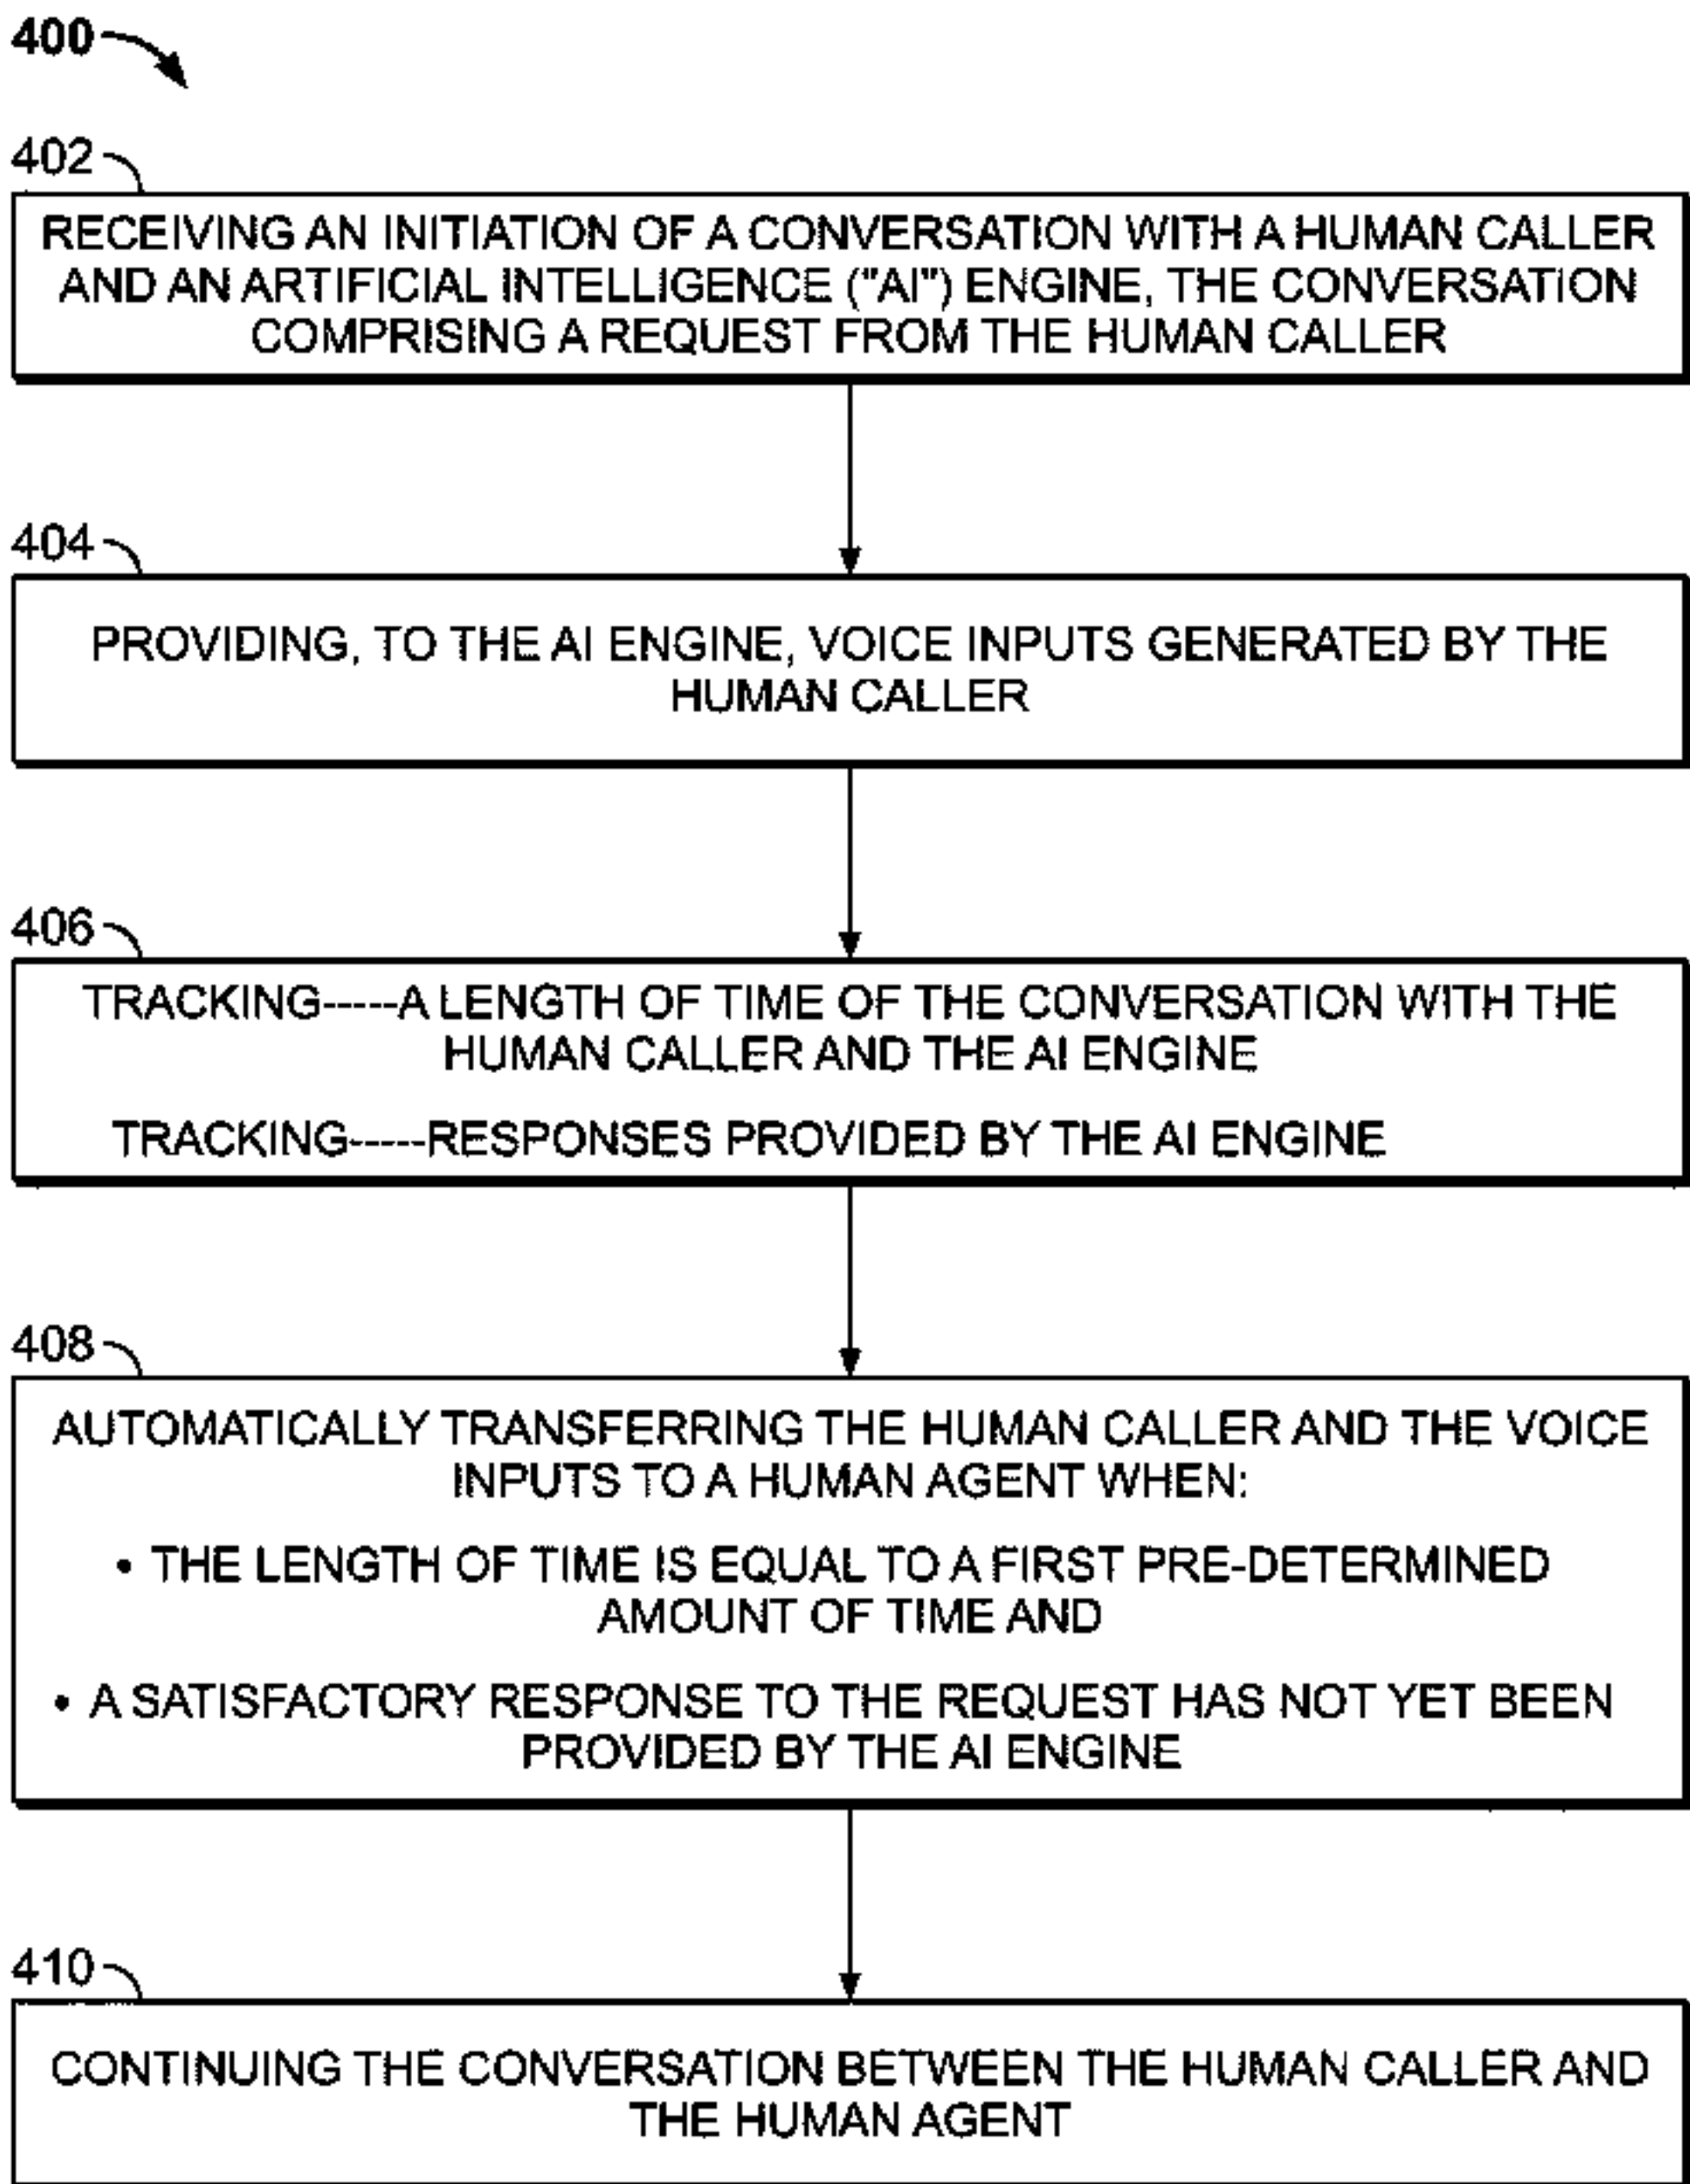 400
402
RECEIVING AN INITIATION OF A CONVERSATION WITH A HUMAN CALLER
AND AN ARTIFICIAL INTELLIGENCE ("AI") ENGINE, THE CONVERSATION
COMPRISING A REQUEST FROM THE HUMAN CALLER
404
PROVIDING, TO THE AI ENGINE, VOICE INPUTS GENERATED BY THE
HUMAN CALLER
406
TRACKING-----A LENGTH OF TIME OF THE CONVERSATION WITH THE
HUMAN CALLER AND THE AI ENGINE
TRACKING-----RESPONSES PROVIDED BY THE AI ENGINE
408
AUTOMATICALLY TRANSFERRING THE HUMAN CALLER AND THE VOICE
INPUTS TO A HUMAN AGENT WHEN:
• THE LENGTH OF TIME IS EQUAL TO A FIRST PRE-DETERMINED
AMOUNT OF TIME AND
• A SATISFACTORY RESPONSE TO THE REQUEST HAS NOT YET BEEN
PROVIDED BY THE AI ENGINE
410
CONTINUING THE CONVERSATION BETWEEN THE HUMAN CALLER AND
THE HUMAN AGENT